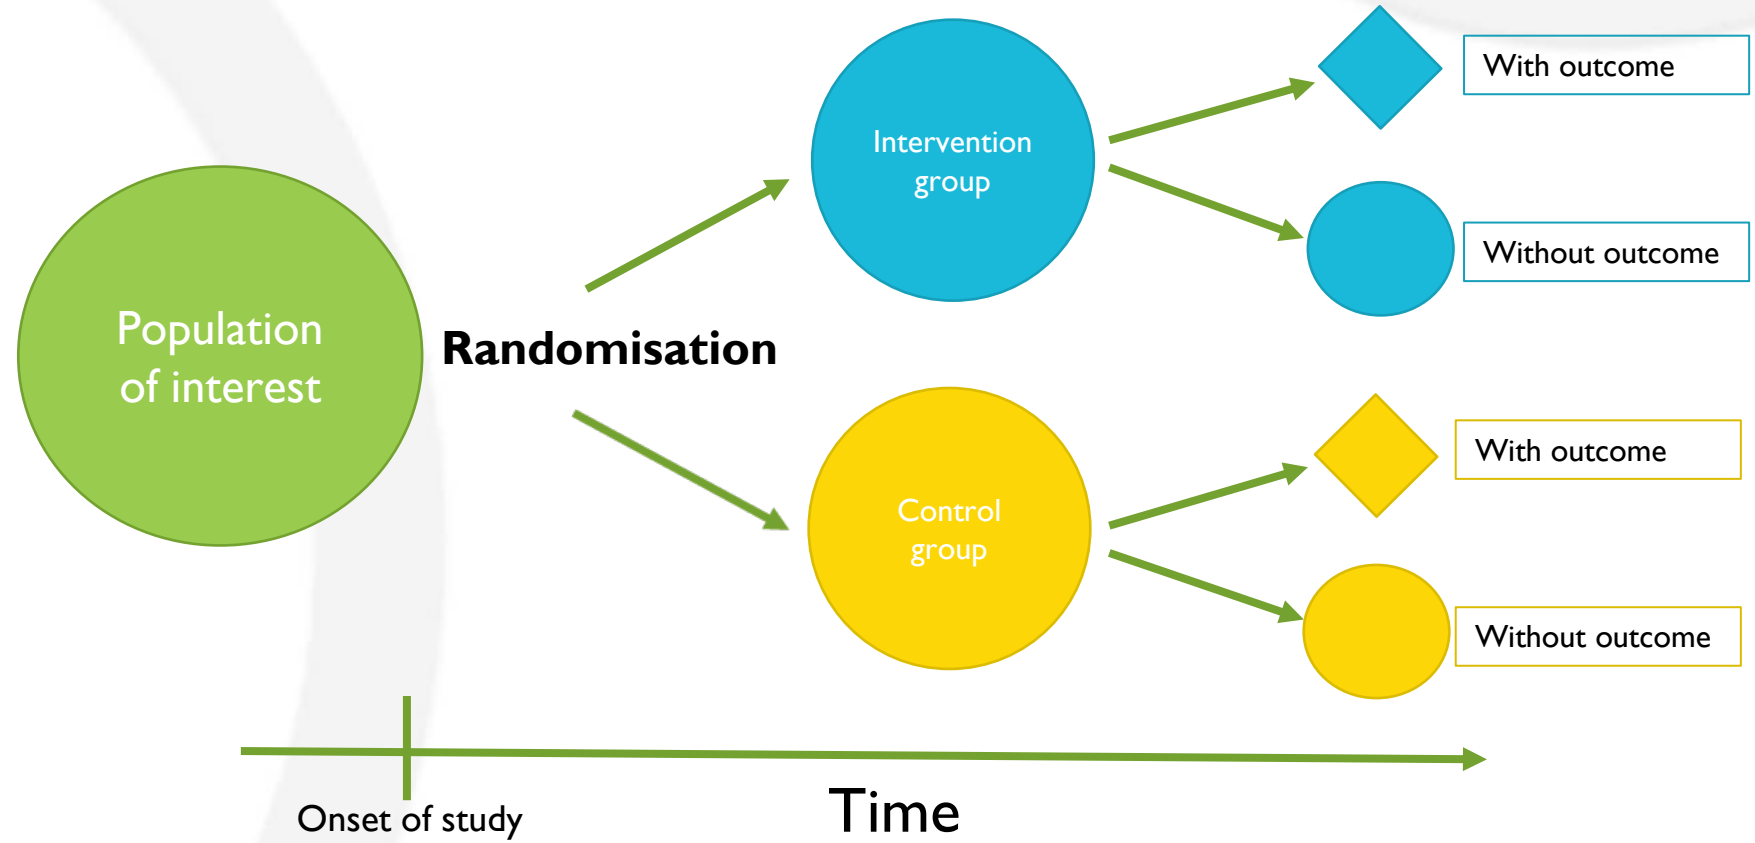 Population
of interest
Randomisation
Intervention
group
With outcome
Without outcome
Control
group
With outcome
Without outcome
Onset of study
Time